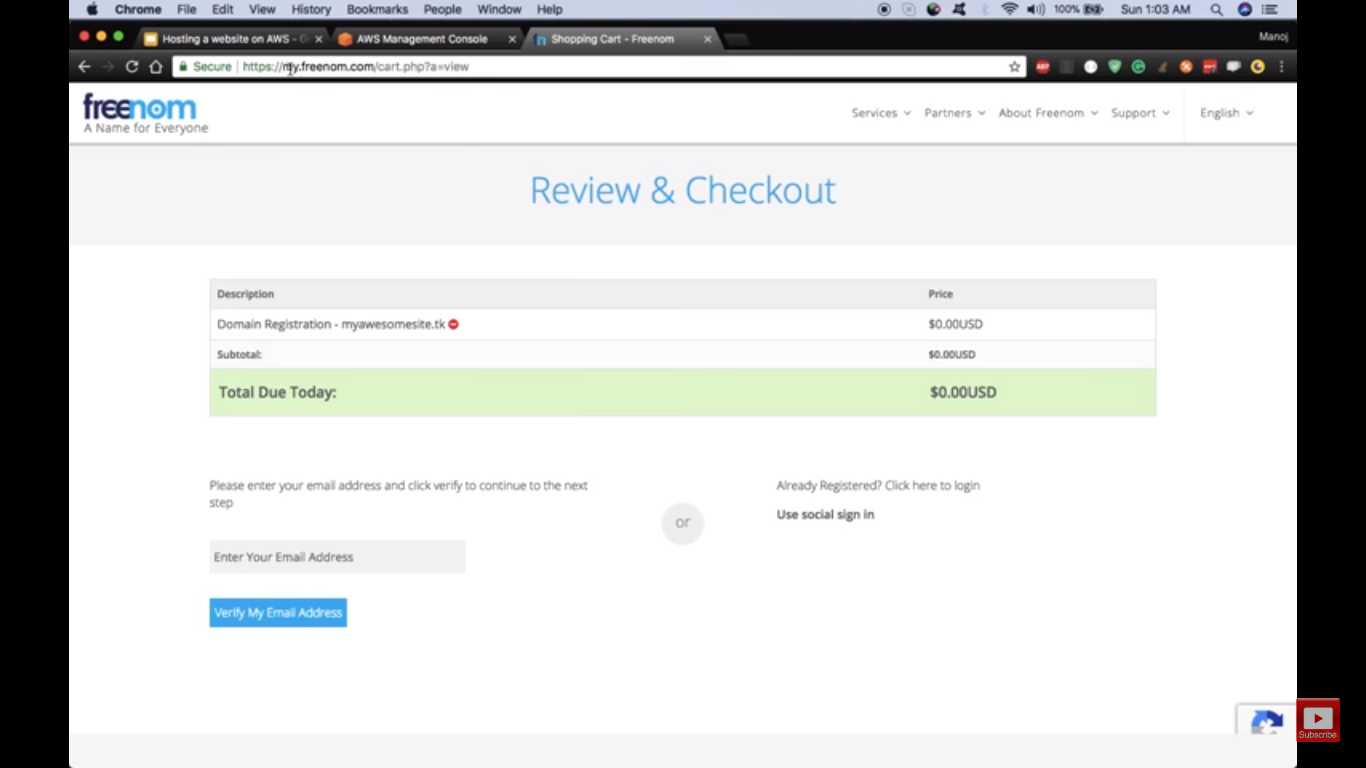 Chrome File Edit View History Bookmarks People Window Help 100% Sun 1:03 AM
Hosting a website on AWS - G AWS Management Console Shopping Cart - Freenom Manoj
Secure https://my.freenom.com/cart.php?a=view ABP
freenom
A Name for Everyone
Services Partners About Freenom Support English
Review & Checkout
Description Price
Domain Registration - myawesomesite.tk $0.00USD
Subtotal: $0.00USD
Total Due Today: $0.00USD
Please enter your email address and click verify to continue to the next
step
Already Registered? Click here to login
Use social sign in
or
Enter Your Email Address
Verify My Email Address
Subscribe